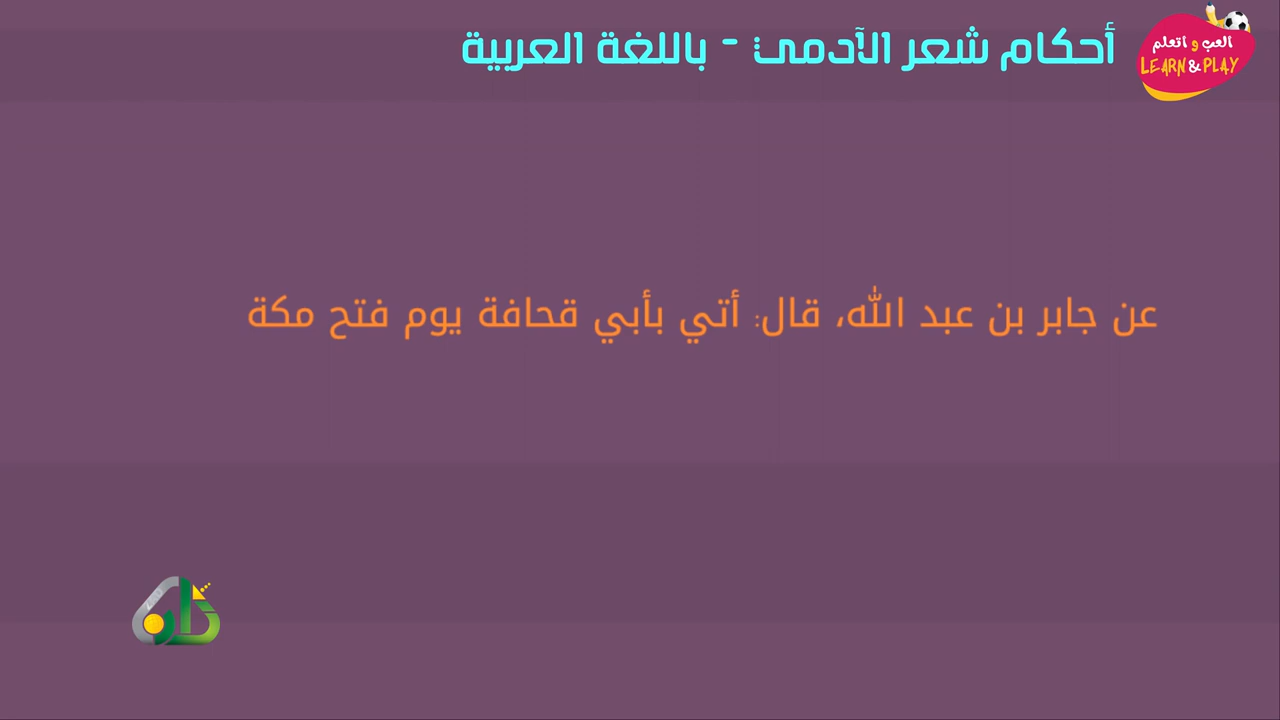 أحكام شعر الآدمي - باللغة العربية
العب و اتعلم
LEARN & PLAY
عن جابر بن عبد الله، قال: أتي بأبي قحافة يوم فتح مكة